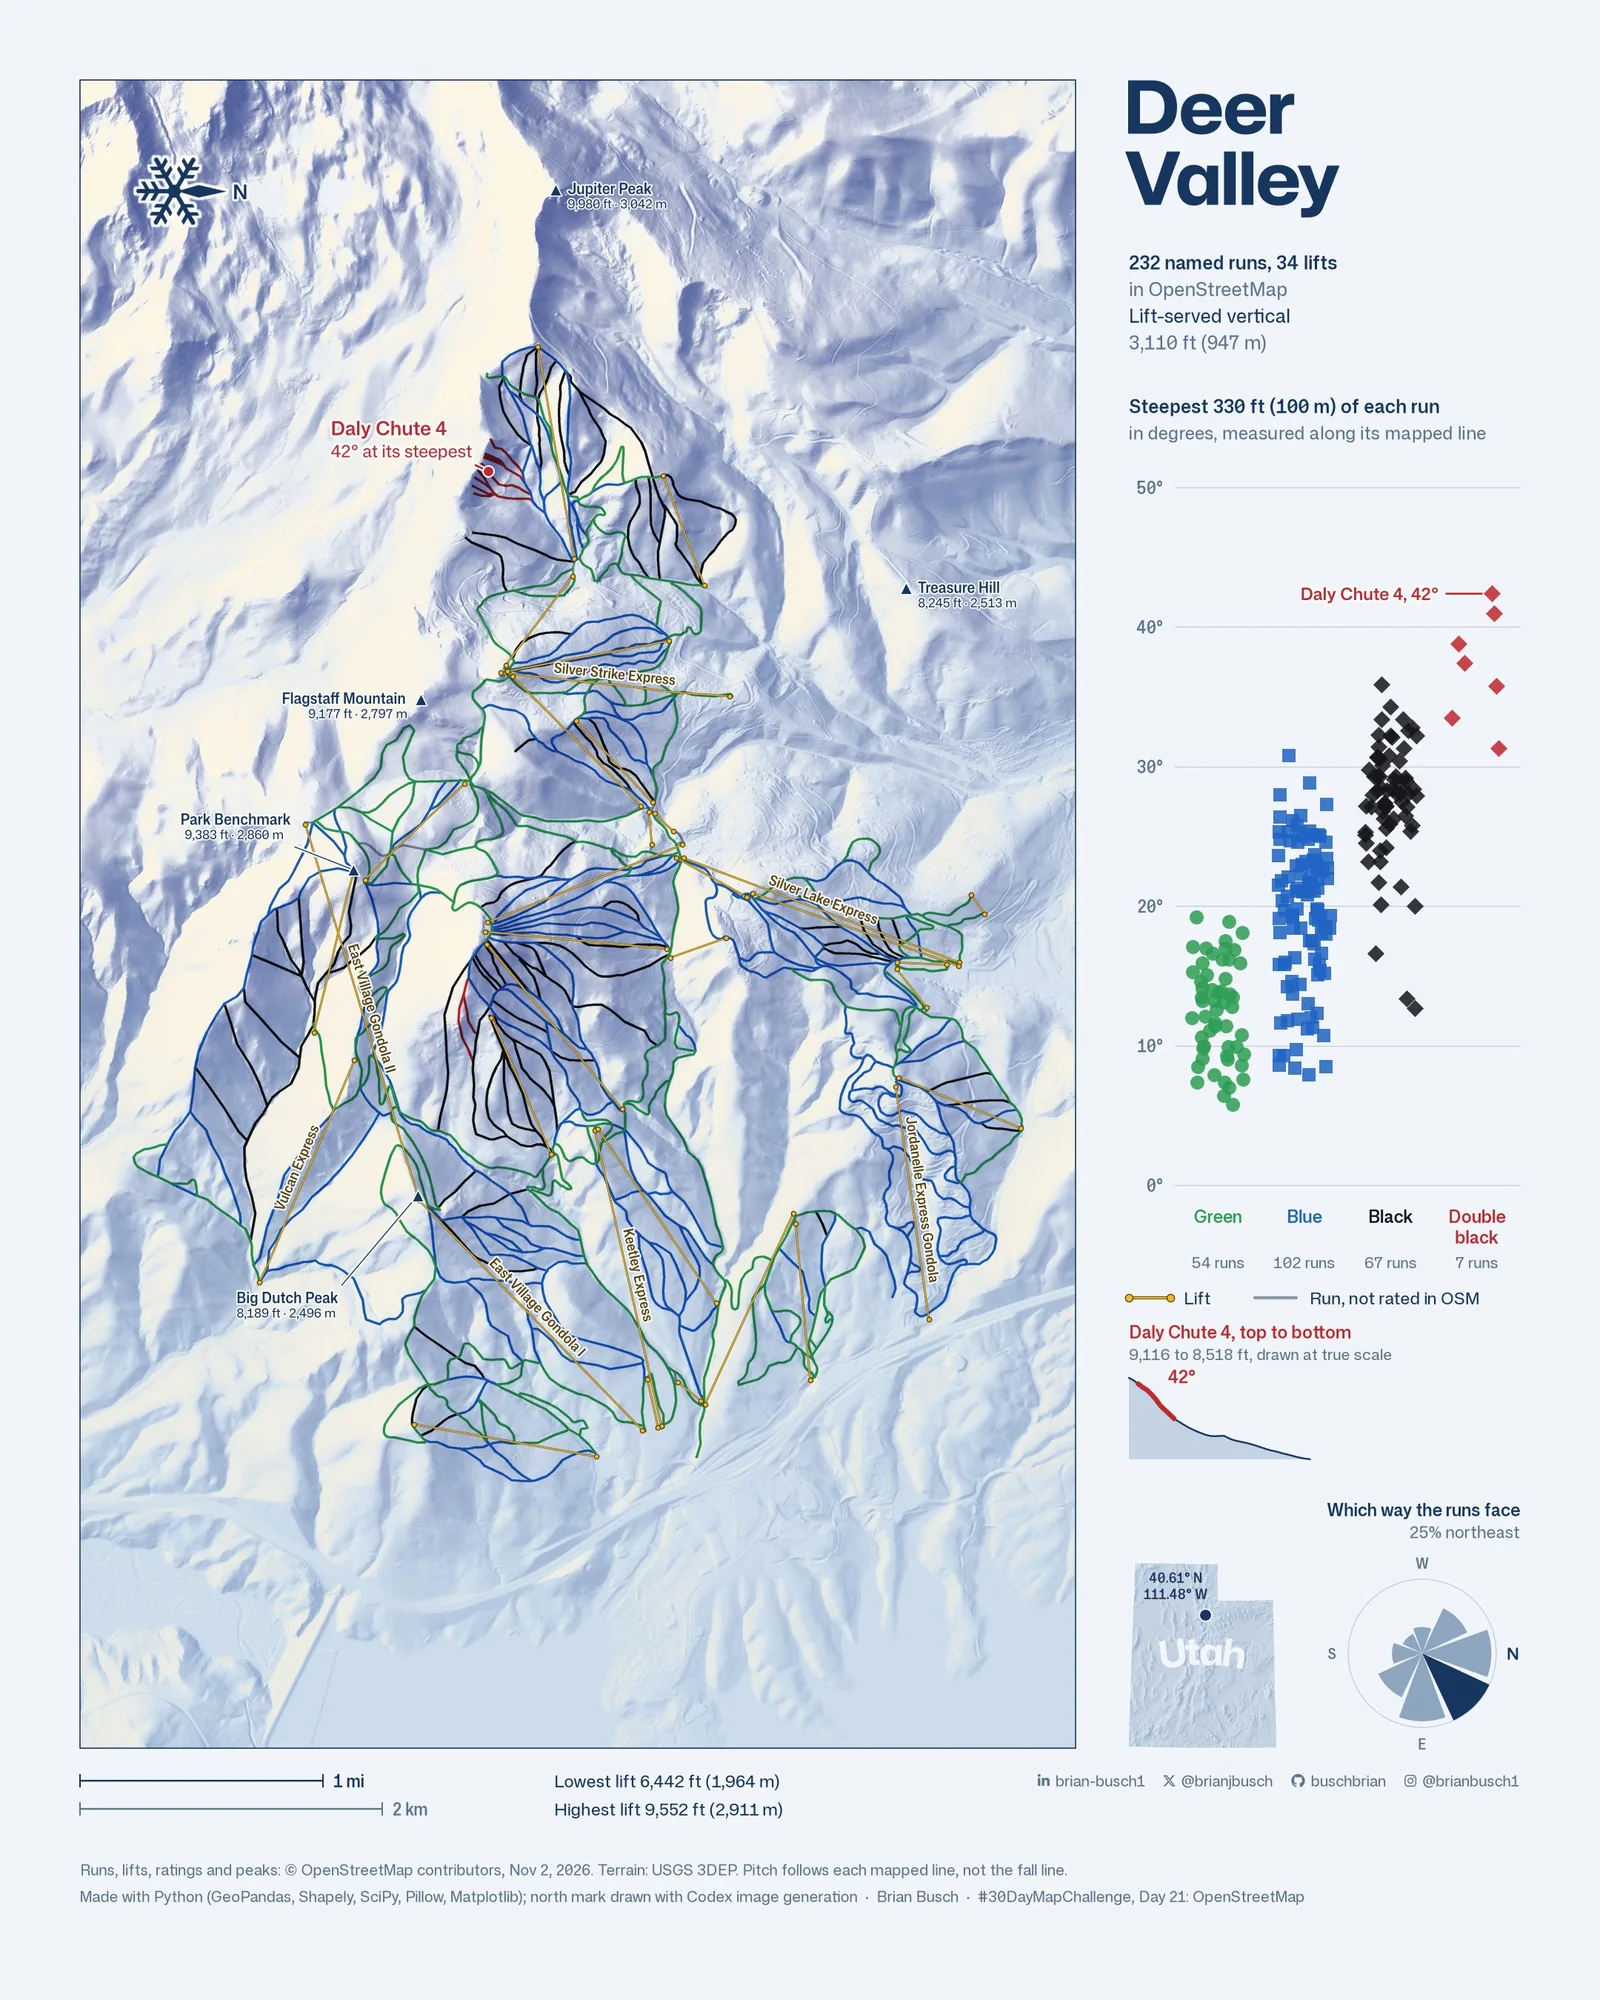 Deer
Valley
232 named runs, 34 lifts
in OpenStreetMap
Lift-served vertical
3,110 ft (947 m)
Steepest 330 ft (100 m) of each run
in degrees, measured along its mapped line
50°
Daly Chute 4, 42°
40°
30°
20°
10°
0°
Green
Blue
Black
Double
black
54 runs
102 runs
67 runs
7 runs
Lift
Run, not rated in OSM
Daly Chute 4, top to bottom
9,116 to 8,518 ft, drawn at true scale
42°
Which way the runs face
25% northeast
40.61° N
111.48° W
Utah
W
S
N
E
N
Jupiter Peak
9,980 ft · 3,042 m
Daly Chute 4
42° at its steepest
Treasure Hill
8,245 ft · 2,513 m
Silver Strike Express
Flagstaff Mountain
9,177 ft · 2,797 m
Park Benchmark
9,383 ft · 2,860 m
Silver Lake Express
East Village Gondola II
Vulcan Express
Jordanelle Express Gondola
Keetley Express
East Village Gondola I
Big Dutch Peak
8,189 ft · 2,496 m
1 mi
2 km
Lowest lift 6,442 ft (1,964 m)
Highest lift 9,552 ft (2,911 m)
in brian-busch1 X @brianjbusch buschbrian @brianbusch1
Runs, lifts, ratings and peaks: © OpenStreetMap contributors, Nov 2, 2026. Terrain: USGS 3DEP. Pitch follows each mapped line, not the fall line.
Made with Python (GeoPandas, Shapely, SciPy, Pillow, Matplotlib); north mark drawn with Codex image generation · Brian Busch · #30DayMapChallenge, Day 21: OpenStreetMap